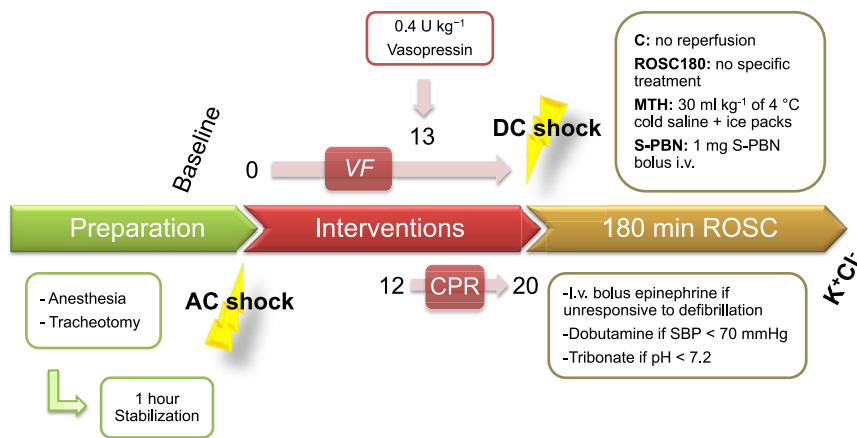 0.4 U kg⁻¹
Vasopressin
C: no reperfusion
ROSC180: no specific
treatment
MTH: 30 ml kg⁻¹ of 4 °C
cold saline + ice packs
S-PBN: 1 mg S-PBN
bolus i.v.
Baseline
13
DC shock
0
VF
Preparation
Interventions
180 min ROSC
K⁺Cl⁻
AC shock
12
CPR
20
- Anesthesia
- Tracheotomy
-I.v. bolus epinephrine if
unresponsive to defibrillation
-Dobutamine if SBP < 70 mmHg
-Tribonate if pH < 7.2
1 hour
Stabilization